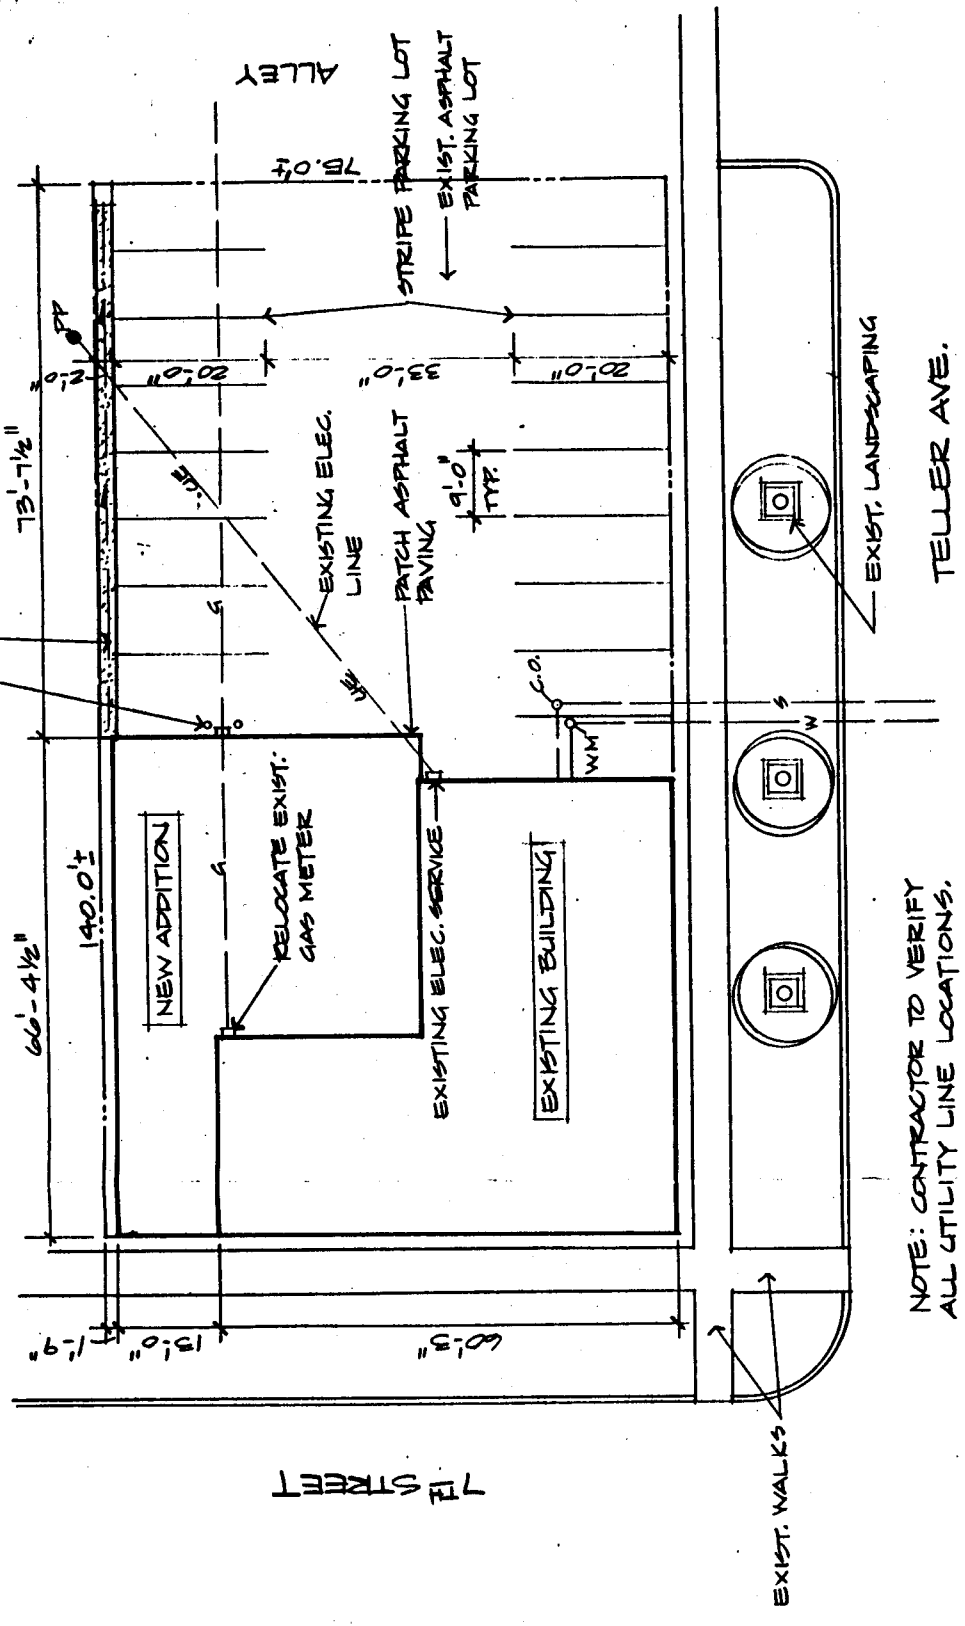 66'-4½"
73'-7½"
140.0'±
PP
ALLEY
75.0'±
2'-0"
20'-0"
33'-0"
20'-0"
STRIPE PARKING LOT
EXIST. ASPHALT
PARKING LOT
UE
UE
EXISTING ELEC.
LINE
PATCH ASPHALT
PAVING
9'-0"
TYP.
G
G
NEW ADDITION
RELOCATE EXIST.
GAS METER
EXISTING ELEC. SERVICE
EXISTING BUILDING
C.O.
WM
S
W
1'-9"
13'-0"
60'-3"
7TH STREET
EXIST. WALKS
EXIST. LANDSCAPING
TELLER AVE.
NOTE: CONTRACTOR TO VERIFY
ALL UTILITY LINE LOCATIONS.